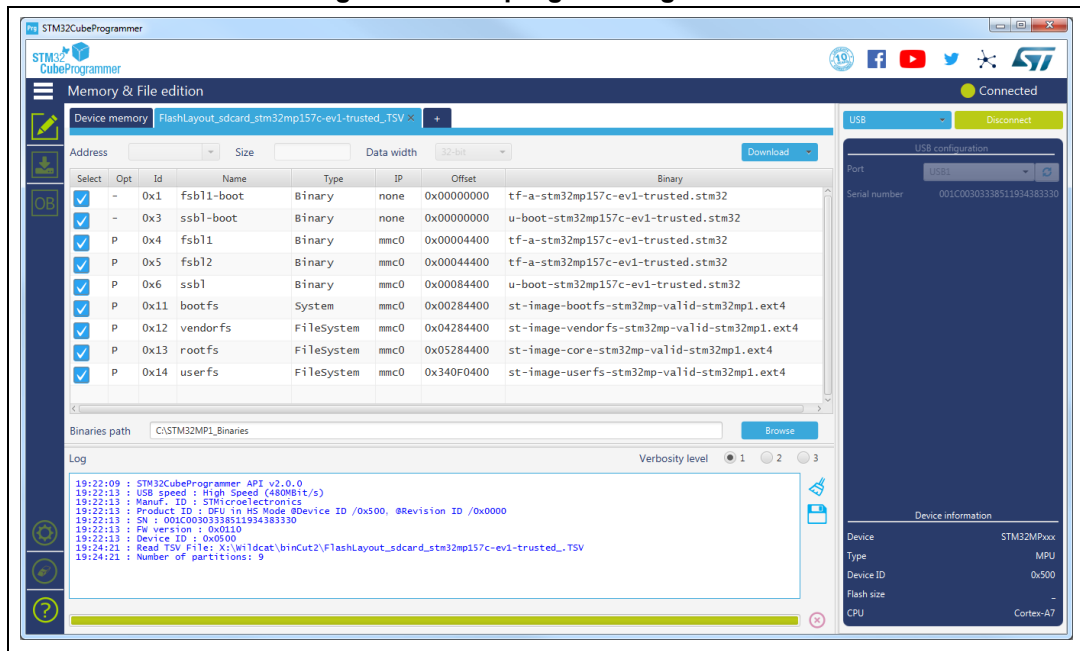 STM32CubeProgrammer
Prg
STM32
CubeProgrammer
19
Memory & File edition
Connected
Device memory FlashLayout_sdcard_stm32mp157c-ev1-trusted_.TSV × +
USB Disconnect
Address Size Data width 32-bit Download
USB configuration
Port USB1
Serial number 001C00303338511934383330
OB
Select Opt Id Name Type IP Offset Binary
- 0x1 fsbl1-boot Binary none 0x00000000 tf-a-stm32mp157c-ev1-trusted.stm32
- 0x3 ssbl-boot Binary none 0x00000000 u-boot-stm32mp157c-ev1-trusted.stm32
P 0x4 fsbl1 Binary mmc0 0x00004400 tf-a-stm32mp157c-ev1-trusted.stm32
P 0x5 fsbl2 Binary mmc0 0x00044400 tf-a-stm32mp157c-ev1-trusted.stm32
P 0x6 ssbl Binary mmc0 0x00084400 u-boot-stm32mp157c-ev1-trusted.stm32
P 0x11 bootfs System mmc0 0x00284400 st-image-bootfs-stm32mp-valid-stm32mp1.ext4
P 0x12 vendorfs FileSystem mmc0 0x04284400 st-image-vendorfs-stm32mp-valid-stm32mp1.ext4
P 0x13 rootfs FileSystem mmc0 0x05284400 st-image-core-stm32mp-valid-stm32mp1.ext4
P 0x14 userfs FileSystem mmc0 0x340F0400 st-image-userfs-stm32mp-valid-stm32mp1.ext4
Binaries path C:\STM32MP1_Binaries Browse
Log Verbosity level 1 2 3
19:22:09 : STM32CubeProgrammer API v2.0.0
19:22:13 : USB speed : High Speed (480MBit/s)
19:22:13 : Manuf. ID : STMicroelectronics
19:22:13 : Product ID : DFU in HS Mode @Device ID /0x500, @Revision ID /0x0000
19:22:13 : SN : 001C00303338511934383330
19:22:13 : FW version : 0x0110
19:22:13 : Device ID : 0x0500
19:24:21 : Read TSV File: X:\Wildcat\binCut2\FlashLayout_sdcard_stm32mp157c-ev1-trusted_.TSV
19:24:21 : Number of partitions: 9
Device information
Device STM32MPxxx
Type MPU
Device ID 0x500
Flash size _
CPU Cortex-A7